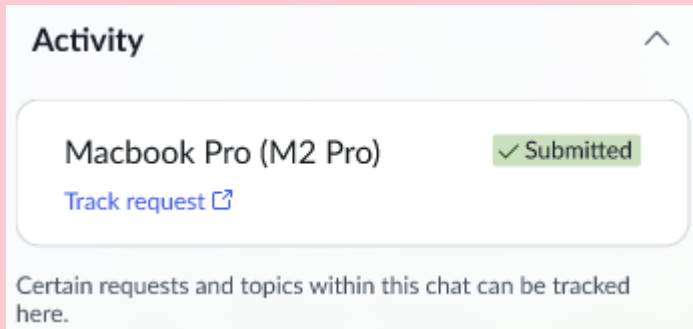 Activity
Macbook Pro (M2 Pro)
Submitted
Track request
Certain requests and topics within this chat can be tracked
here.